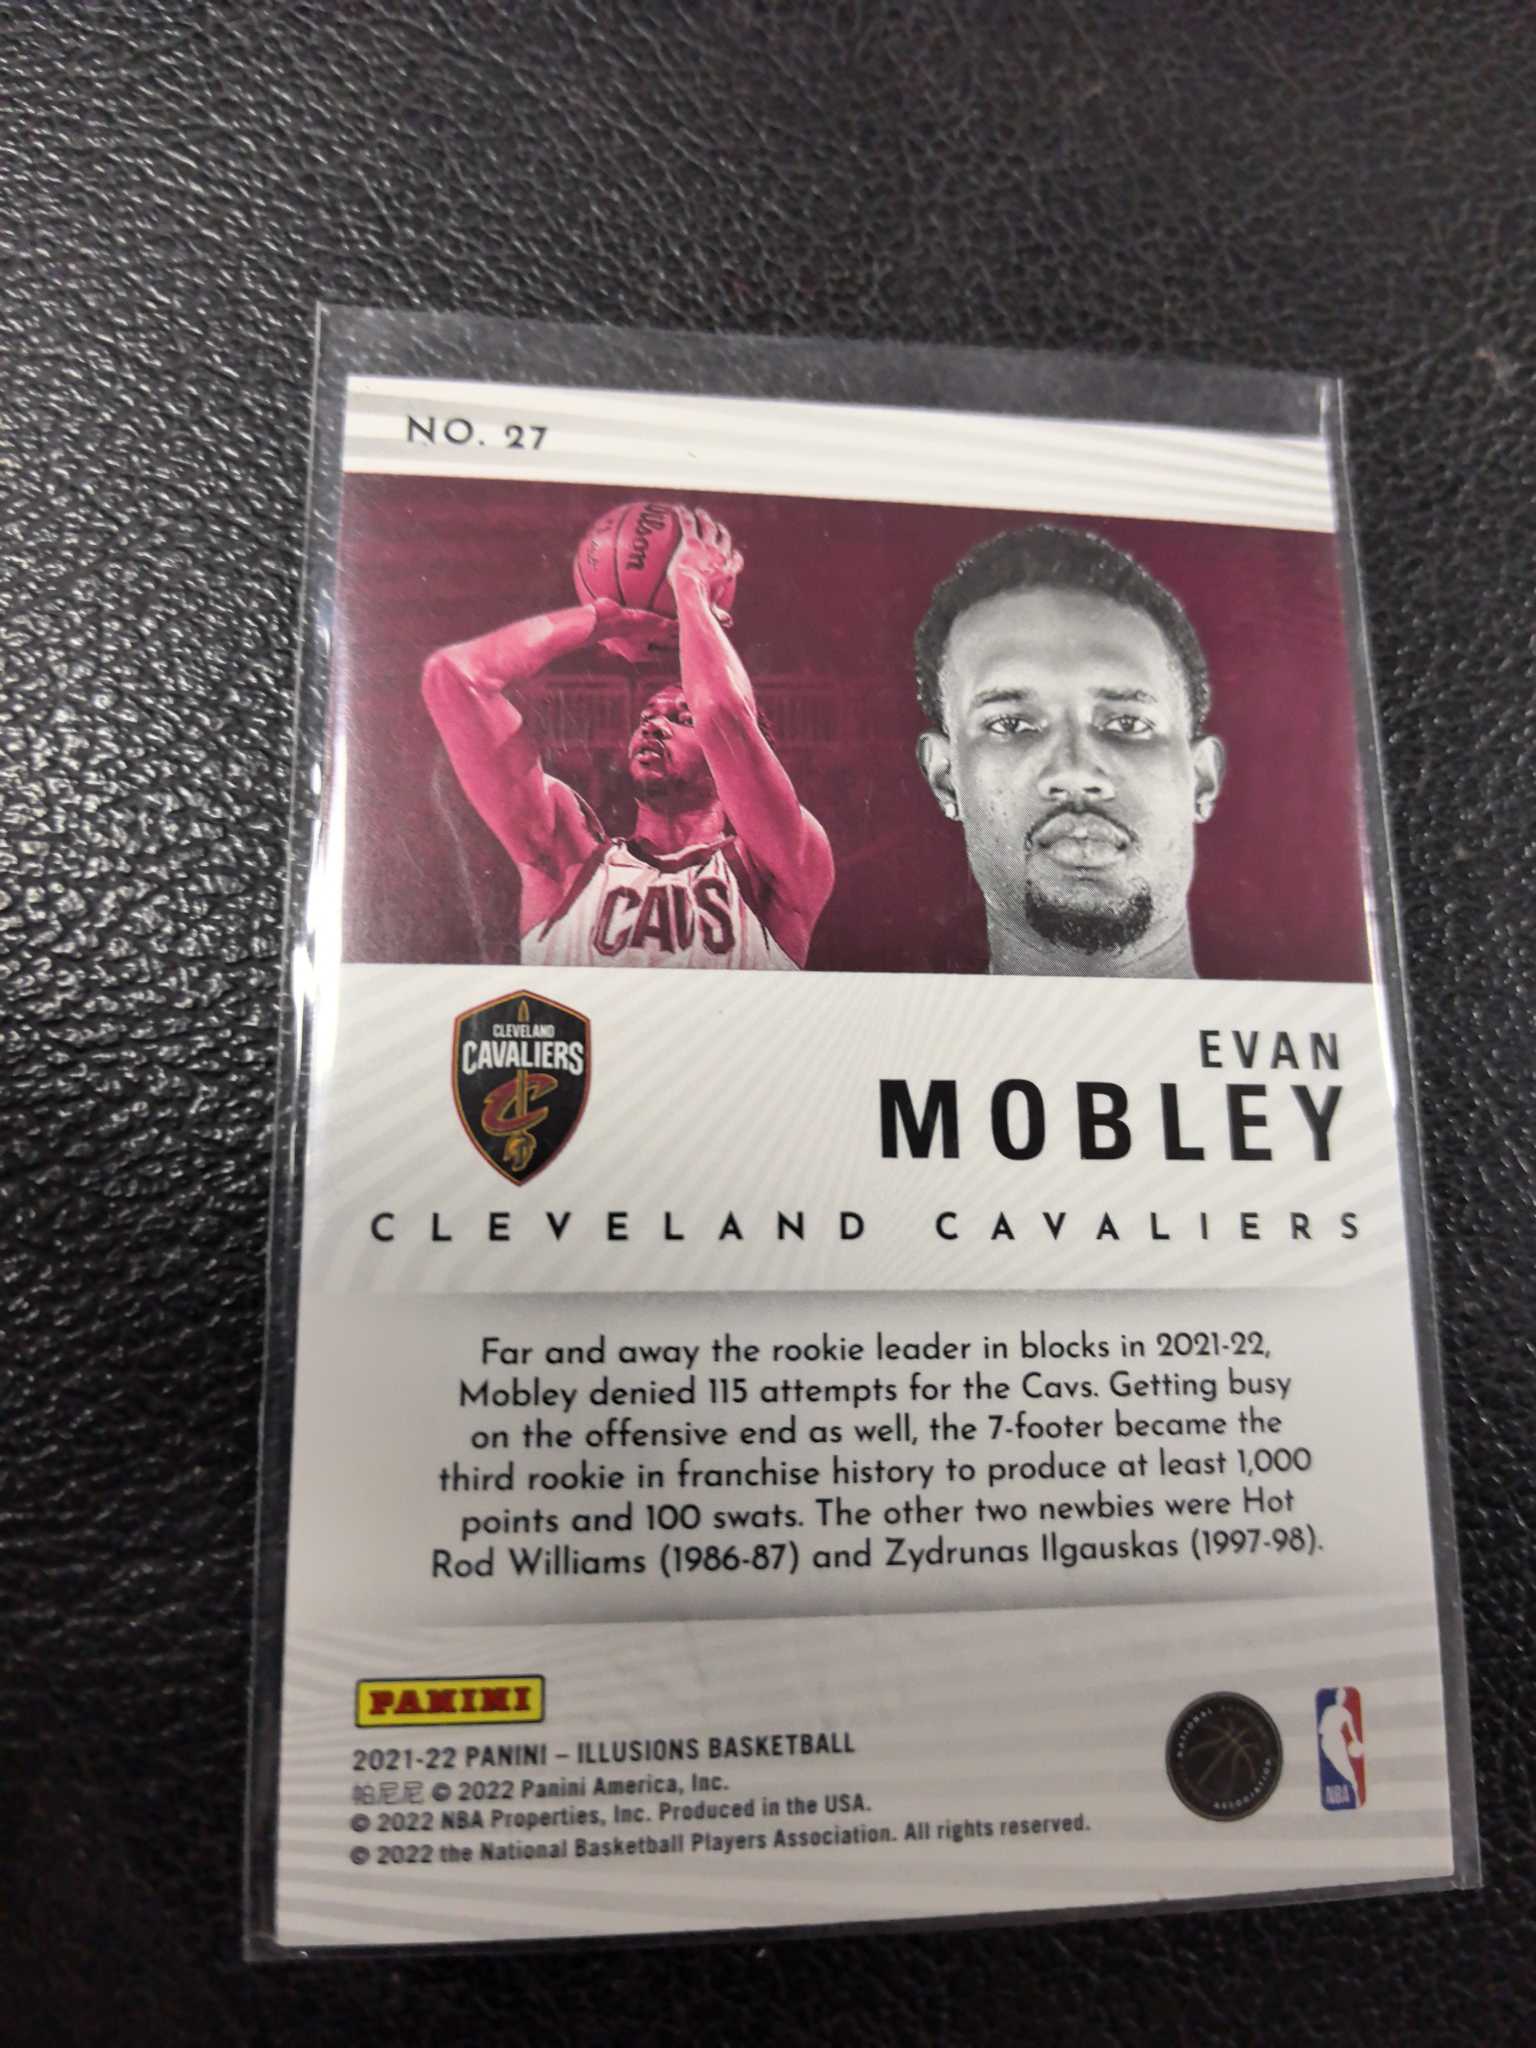 NO. 27
Wilson
CAVS
CLEVELAND
CAVALIERS
EVAN
MOBLEY
CLEVELAND CAVALIERS
Far and away the rookie leader in blocks in 2021-22,
Mobley denied 115 attempts for the Cavs. Getting busy
on the offensive end as well, the 7-footer became the
third rookie in franchise history to produce at least 1,000
points and 100 swats. The other two newbies were Hot
Rod Williams (1986-87) and Zydrunas Ilgauskas (1997-98).
PANINI
2021-22 PANINI – ILLUSIONS BASKETBALL
帕尼尼 © 2022 Panini America, Inc.
© 2022 NBA Properties, Inc. Produced in the USA.
© 2022 the National Basketball Players Association. All rights reserved.
NATIONAL
ASSOCIATION
NBA